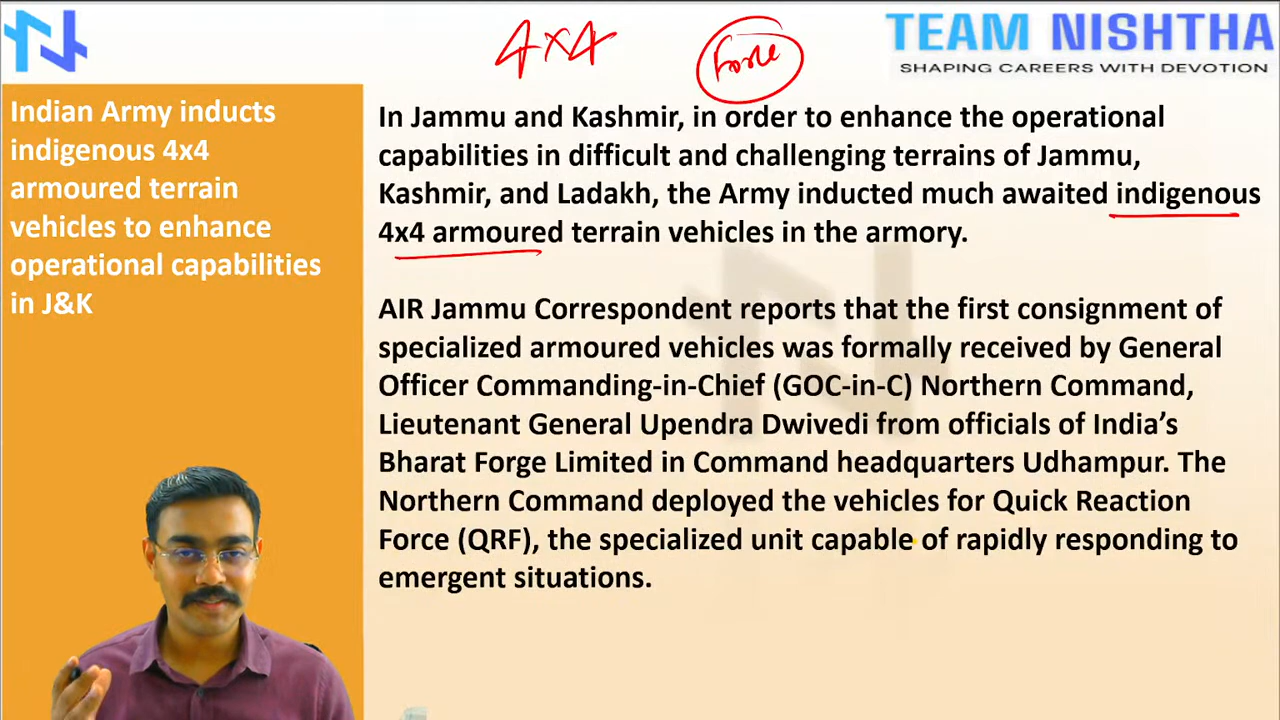 4x4
Force
TEAM NISHTHA
SHAPING CAREERS WITH DEVOTION
Indian Army inducts
indigenous 4x4
armoured terrain
vehicles to enhance
operational capabilities
in J&K
In Jammu and Kashmir, in order to enhance the operational
capabilities in difficult and challenging terrains of Jammu,
Kashmir, and Ladakh, the Army inducted much awaited indigenous
4x4 armoured terrain vehicles in the armory.
AIR Jammu Correspondent reports that the first consignment of
specialized armoured vehicles was formally received by General
Officer Commanding-in-Chief (GOC-in-C) Northern Command,
Lieutenant General Upendra Dwivedi from officials of India’s
Bharat Forge Limited in Command headquarters Udhampur. The
Northern Command deployed the vehicles for Quick Reaction
Force (QRF), the specialized unit capable of rapidly responding to
emergent situations.